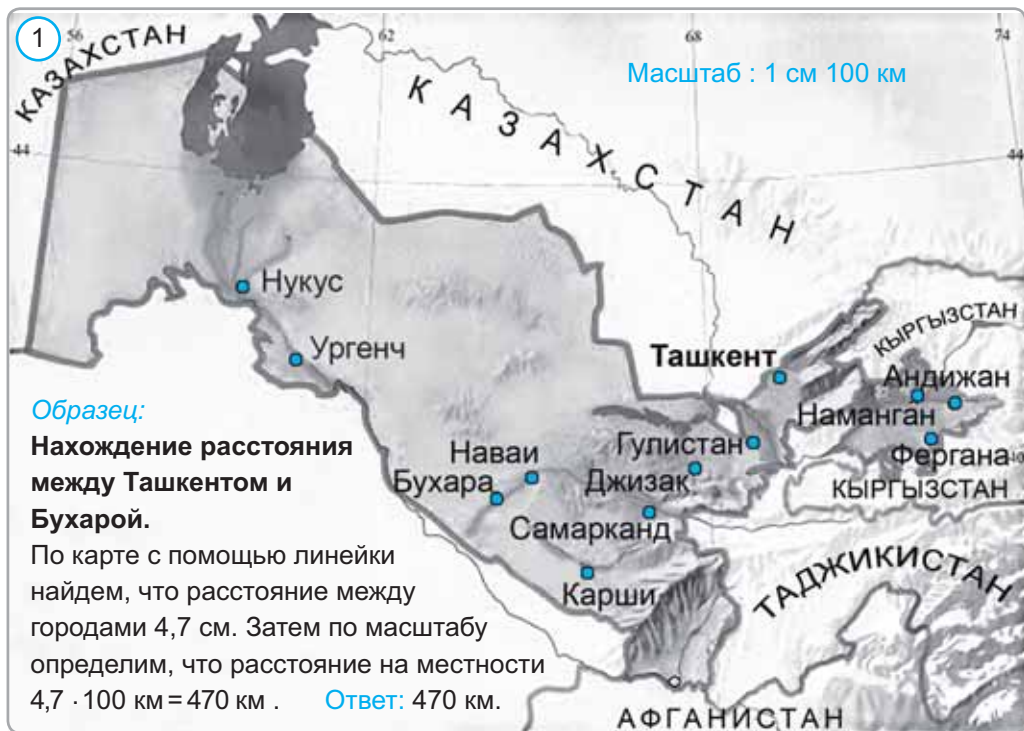 1
56
62
68
74
КАЗАХСТАН
Масштаб : 1 см 100 км
КАЗАХСТАН
44
44
Нукус
Ургенч
Ташкент
КЫРГЫЗСТАН
Андижан
Наманган
Гулистан
Фергана
Наваи
Джизак
Бухара
КЫРГЫЗСТАН
Самарканд
Карши
ТАДЖИКИСТАН
АФГАНИСТАН
Образец:
Нахождение расстояния
между Ташкентом и
Бухарой.
По карте с помощью линейки
найдем, что расстояние между
городами 4,7 см. Затем по масштабу
определим, что расстояние на местности
4,7 · 100 км = 470 км . Ответ: 470 км.